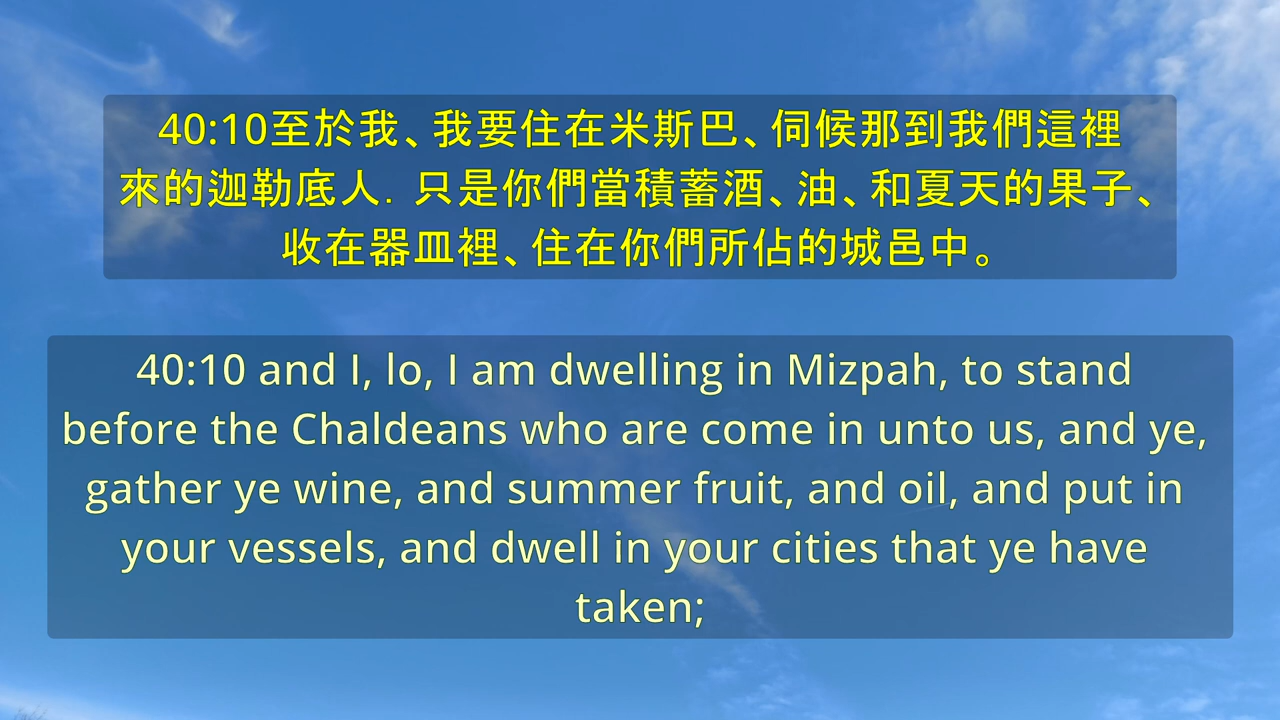 40:10至於我、我要住在米斯巴、伺候那到我們這裡
來的迦勒底人．只是你們當積蓄酒、油、和夏天的果子、
收在器皿裡、住在你們所佔的城邑中。
40:10 and I, lo, I am dwelling in Mizpah, to stand
before the Chaldeans who are come in unto us, and ye,
gather ye wine, and summer fruit, and oil, and put in
your vessels, and dwell in your cities that ye have
taken;